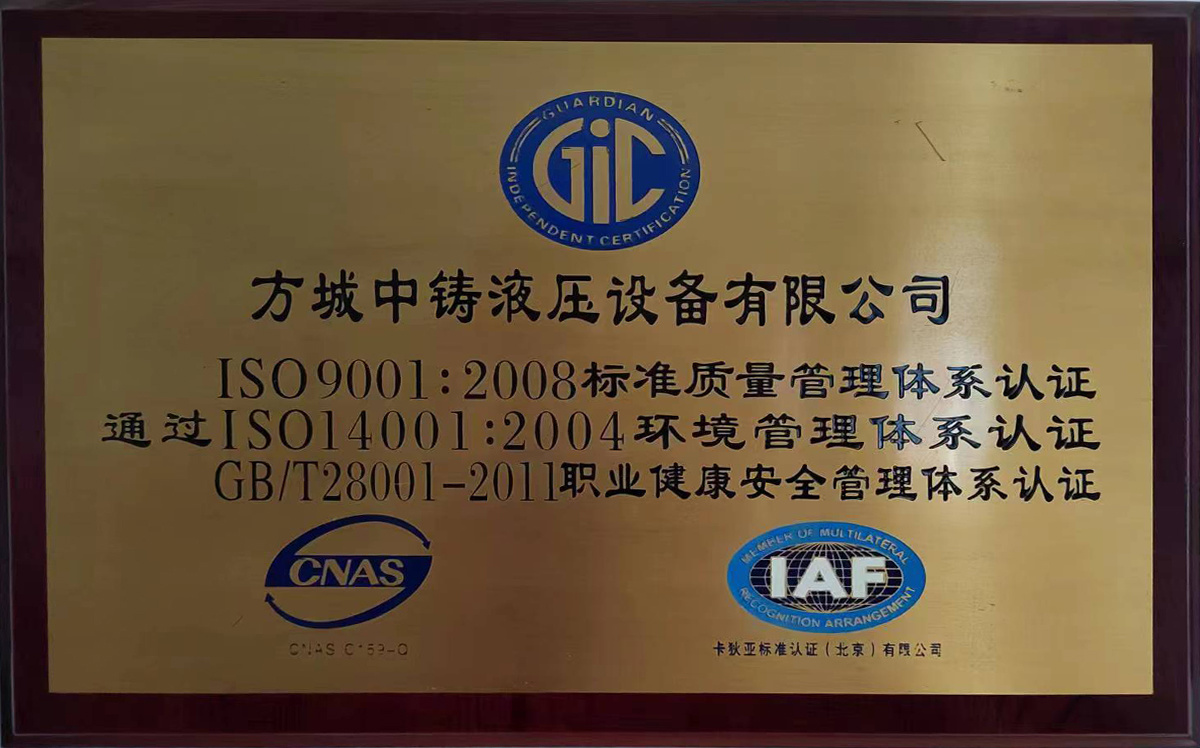 GUARDIAN
GIC
INDEPENDENT CERTIFICATION
方城中铸液压设备有限公司
ISO9001:2008标准质量管理体系认证
通过ISO14001:2004环境管理体系认证
GB/T28001-2011职业健康安全管理体系认证
CNAS
CNAS C159-Q
MEMBER OF MULTILATERAL
IAF
RECOGNITION ARRANGEMENT
卡狄亚标准认证(北京)有限公司